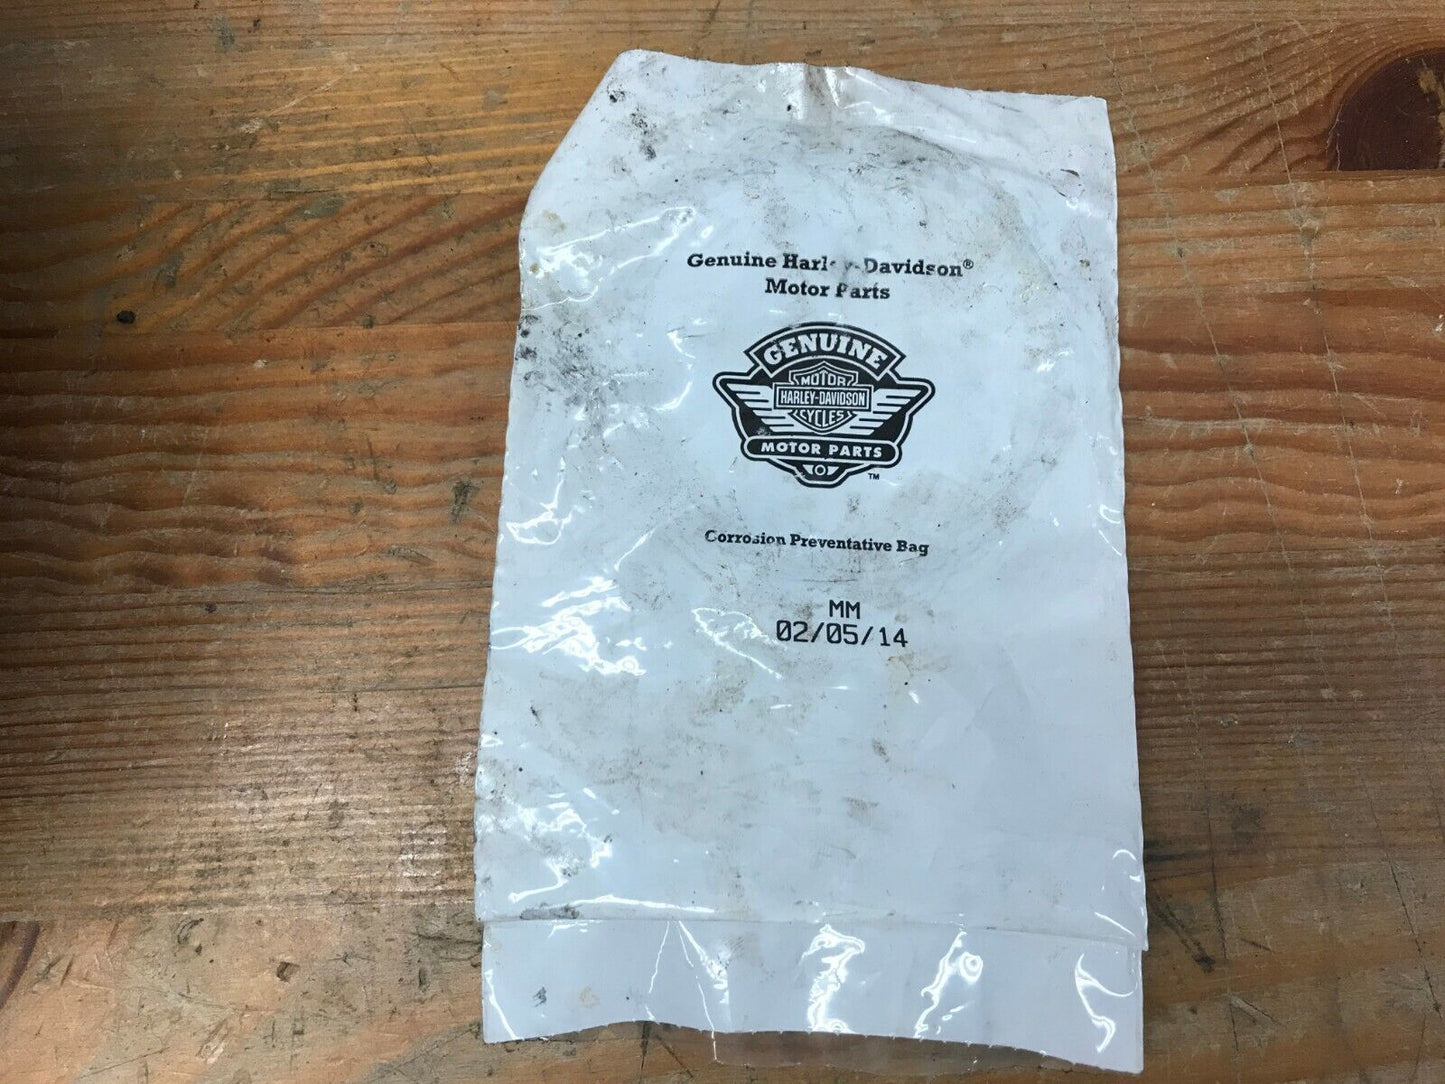 Genuine Harley-Davidson®
Motor Parts
GENUINE
MOTOR
HARLEY-DAVIDSON
CYCLES
MOTOR PARTS
TM
Corrosion Preventative Bag
MM
02/05/14